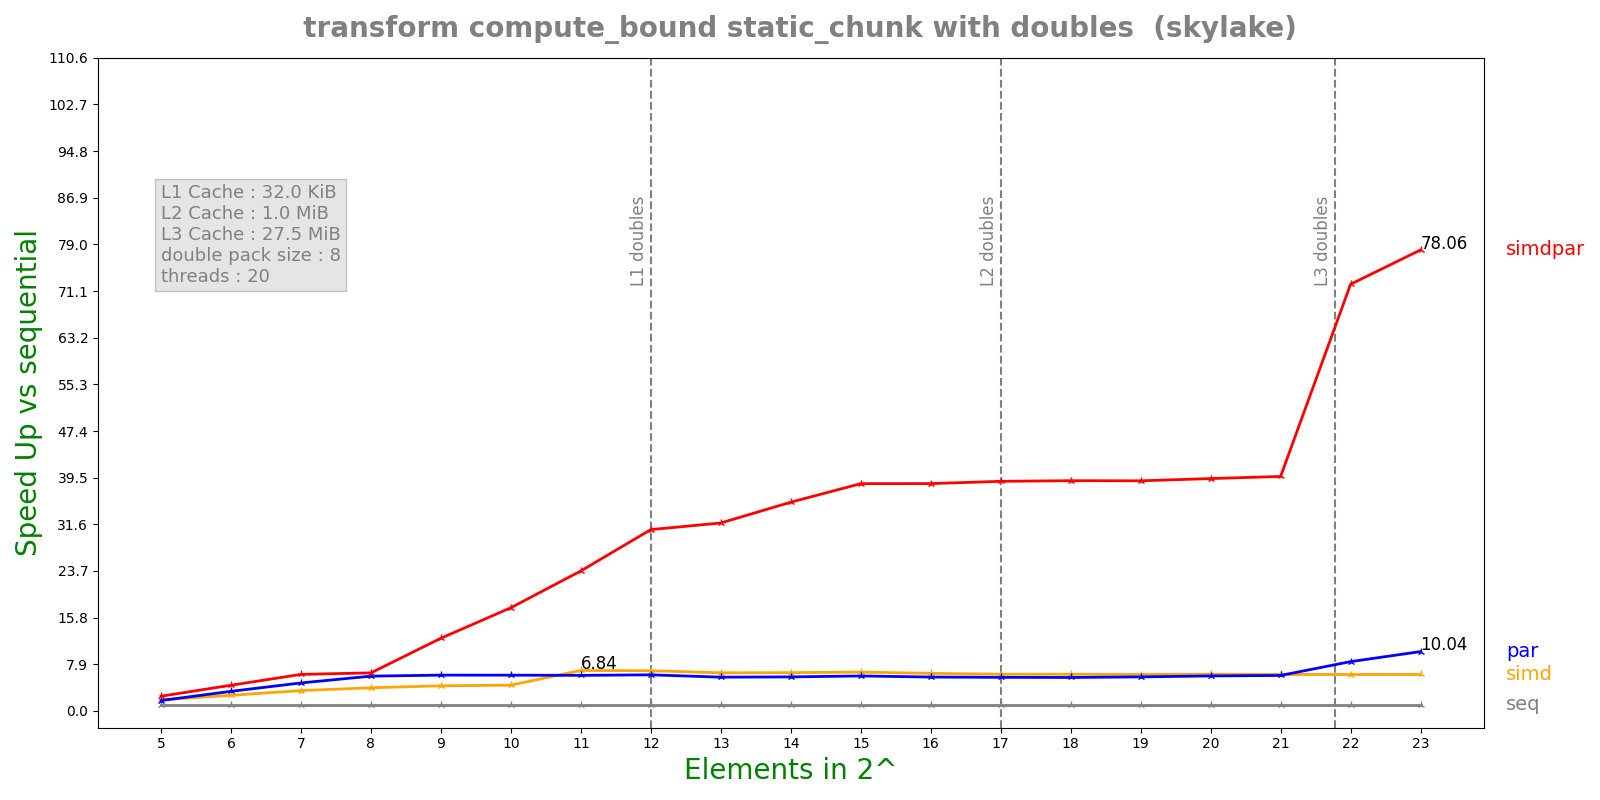 transform compute_bound static_chunk with doubles (skylake)
Speed Up vs sequential
110.6
102.7
94.8
86.9
79.0
71.1
63.2
55.3
47.4
39.5
31.6
23.7
15.8
7.9
0.0
L1 Cache : 32.0 KiB
L2 Cache : 1.0 MiB
L3 Cache : 27.5 MiB
double pack size : 8
threads : 20
L1 doubles
L2 doubles
L3 doubles
78.06
10.04
6.84
simdpar
par
simd
seq
5 6 7 8 9 10 11 12 13 14 15 16 17 18 19 20 21 22 23
Elements in 2^